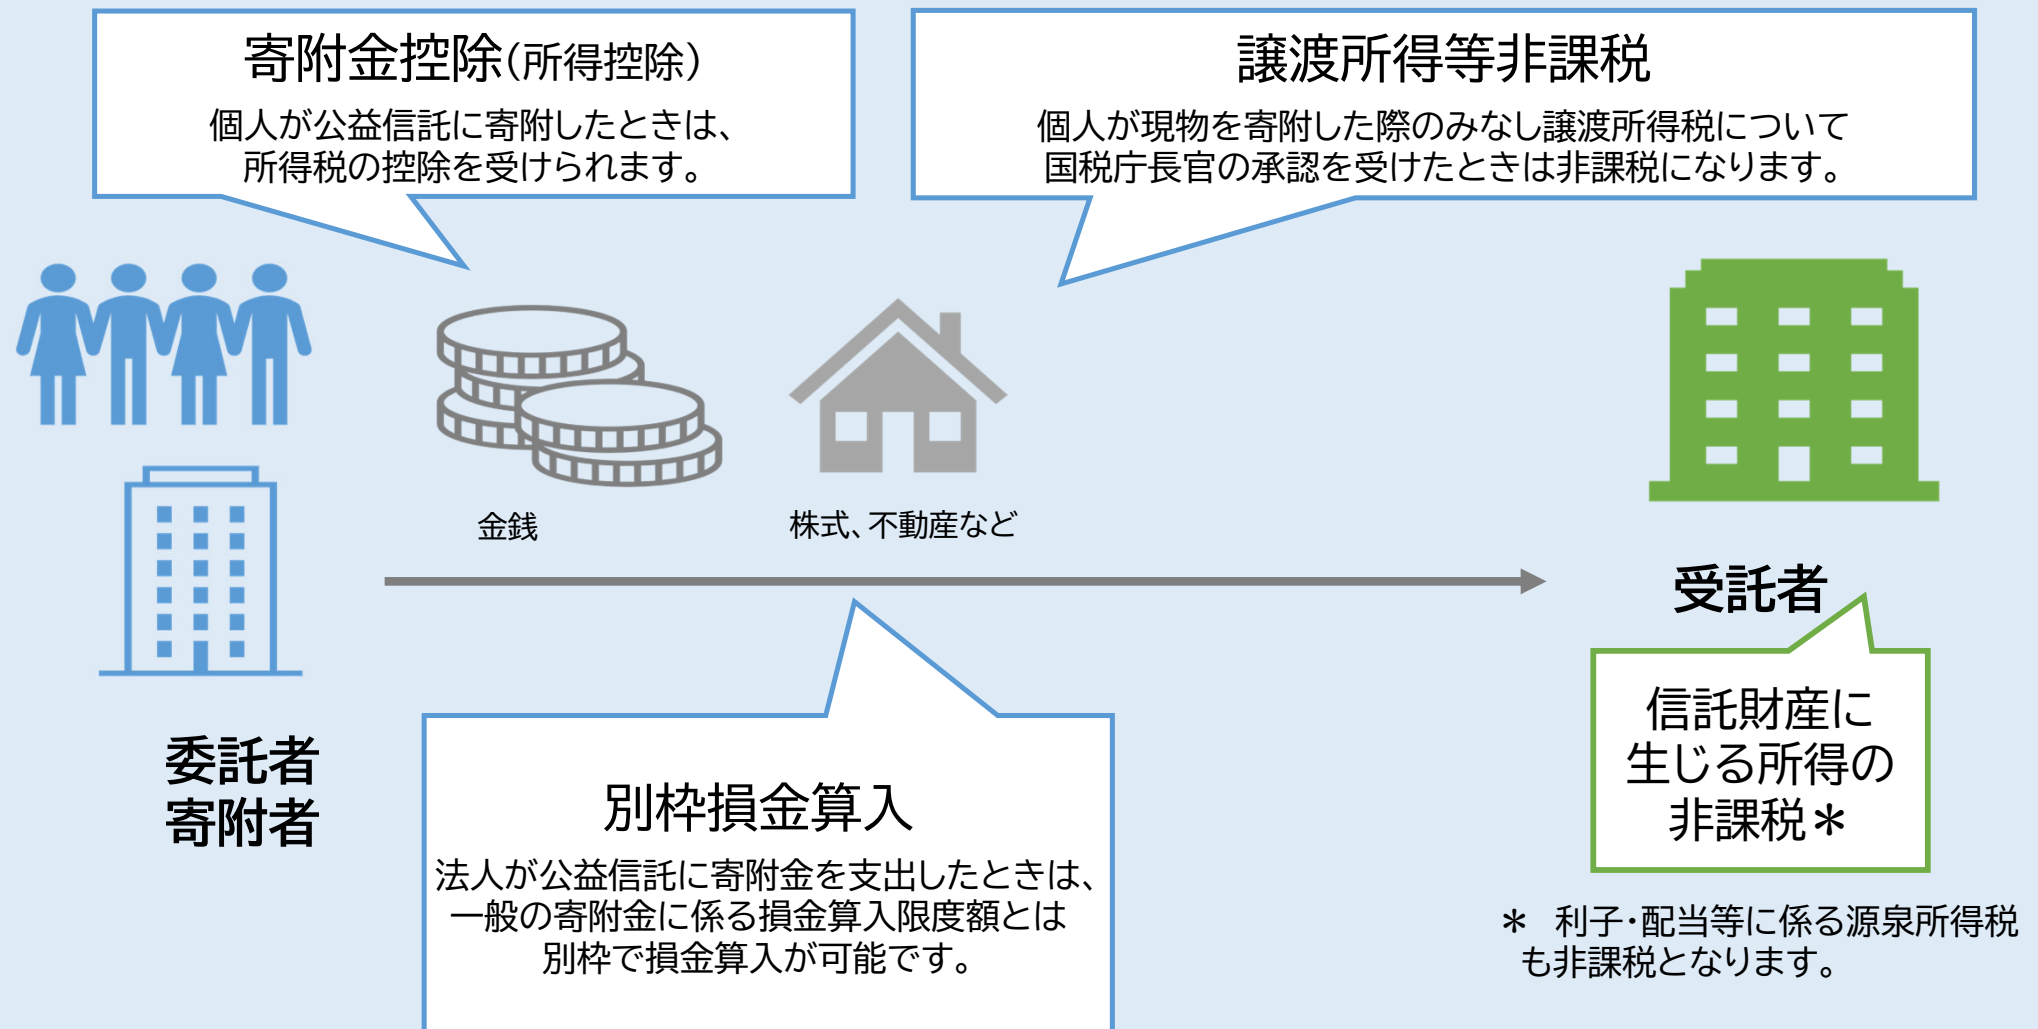 寄附金控除(所得控除)
個人が公益信託に寄附したときは、
所得税の控除を受けられます。
譲渡所得等非課税
個人が現物を寄附した際のみなし譲渡所得税について
国税庁長官の承認を受けたときは非課税になります。
金銭
株式、不動産など
委託者
寄附者
受託者
別枠損金算入
法人が公益信託に寄附金を支出したときは、
一般の寄附金に係る損金算入限度額とは
別枠で損金算入が可能です。
信託財産に
生じる所得の
非課税＊
＊　利子・配当等に係る源泉所得税
も非課税となります。